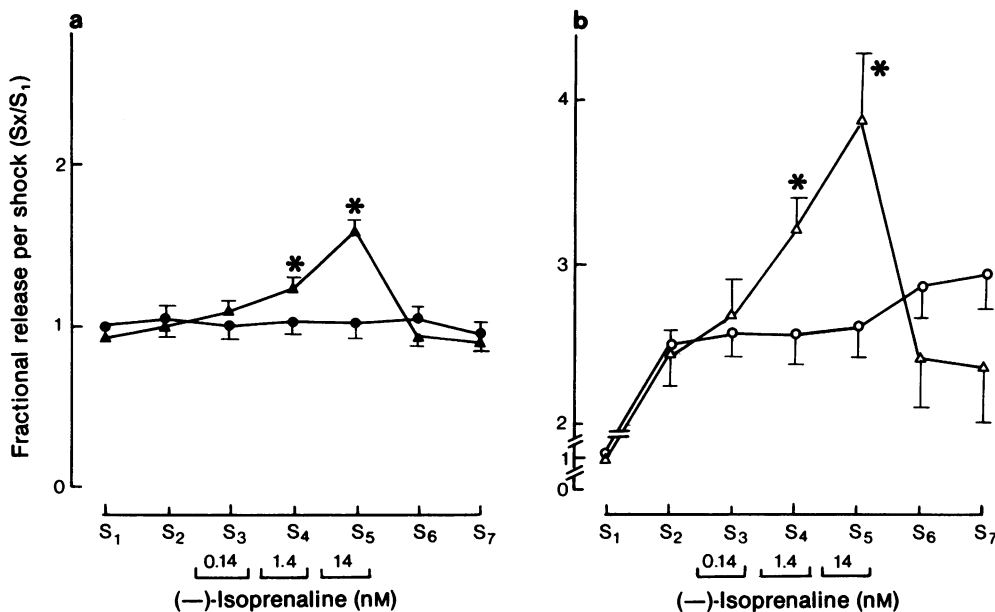 a
Fractional release per shock (Sx/S₁)
2
1
0
S₁ S₂ S₃ S₄ S₅ S₆ S₇
0.14 1.4 14
(—)-Isoprenaline (nM)
b
4
3
2
1
0
S₁ S₂ S₃ S₄ S₅ S₆ S₇
0.14 1.4 14
(—)-Isoprenaline (nM)